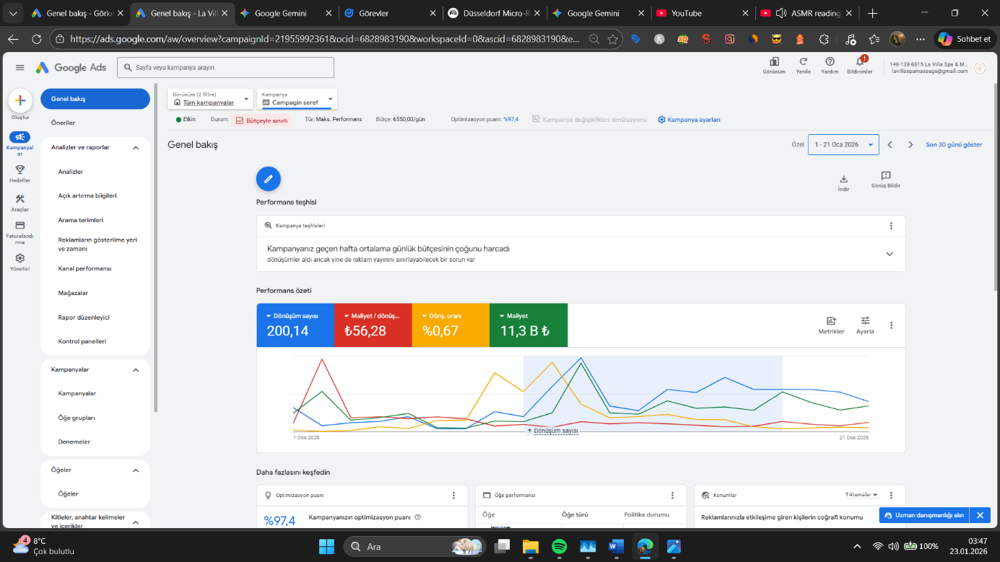 Genel bakış - Görke
Genel bakış - La Vill
Google Gemini
Görevler
Düsseldorf Micro-R
Google Gemini
YouTube
ASMR reading
https://ads.google.com/aw/overview?campaignId=21955992361&ocid=6828983190&workspaceId=0&ascid=6828983190&e...
Sohbet et
Google Ads
Sayfa veya kampanya arayın
Görünüm
Yenile
Yardım
Bildirimler
148-138-8815 La Villa Spa & M...
lavillaspamassage@gmail.com
Oluştur
Kampanyal
ar
Hedefler
Araçlar
Faturalandı
rma
Yönetici
Genel bakış
Öneriler
Analizler ve raporlar
Analizler
Açık artırma bilgileri
Arama terimleri
Reklamların gösterilme yeri
ve zamanı
Kanal performansı
Mağazalar
Rapor düzenleyici
Kontrol panelleri
Kampanyalar
Kampanyalar
Öğe grupları
Denemeler
Öğeler
Öğeler
Kitleler, anahtar kelimeler
ve içerikler
Görünüm (2 filtre)
Tüm kampanyalar
Kampanya
Campagin seref
Etkin
Durum: Bütçeyle sınırlı
Tür: Maks. Performans
Bütçe: ₺550,00/gün
Optimizasyon puanı: %97,4
Kampanya değişiklikleri simülasyonu
Kampanya ayarları
Genel bakış
Özel
1 - 21 Oca 2026
Son 30 günü göster
İndir
Görüş Bildir
Performans teşhisi
Kampanya teşhisleri
Kampanyanız geçen hafta ortalama günlük bütçesinin çoğunu harcadı
dönüşümler aldı ancak yine de reklam yayınını sınırlayabilecek bir sorun var
Performans özeti
Dönüşüm sayısı
200,14
Maliyet / dönüş...
₺56,28
Dönş. oranı
%0,67
Maliyet
11,3 B ₺
Metrikler
Ayarla
Dönüşüm sayısı
1 Oca 2026
21 Oca 2026
Daha fazlasını keşfedin
Optimizasyon puanı
%97,4
Kampanyanızın optimizasyon puanı
Öğe performansı
Öğe
Öğe türü
Politika durumu
Konumlar
Tıklamalar
Reklamlarınızla etkileşime giren kişilerin coğrafi konumu
Uzman danışmanlığı alın
4
8°C
Çok bulutlu
Ara
100%
03:47
23.01.2026